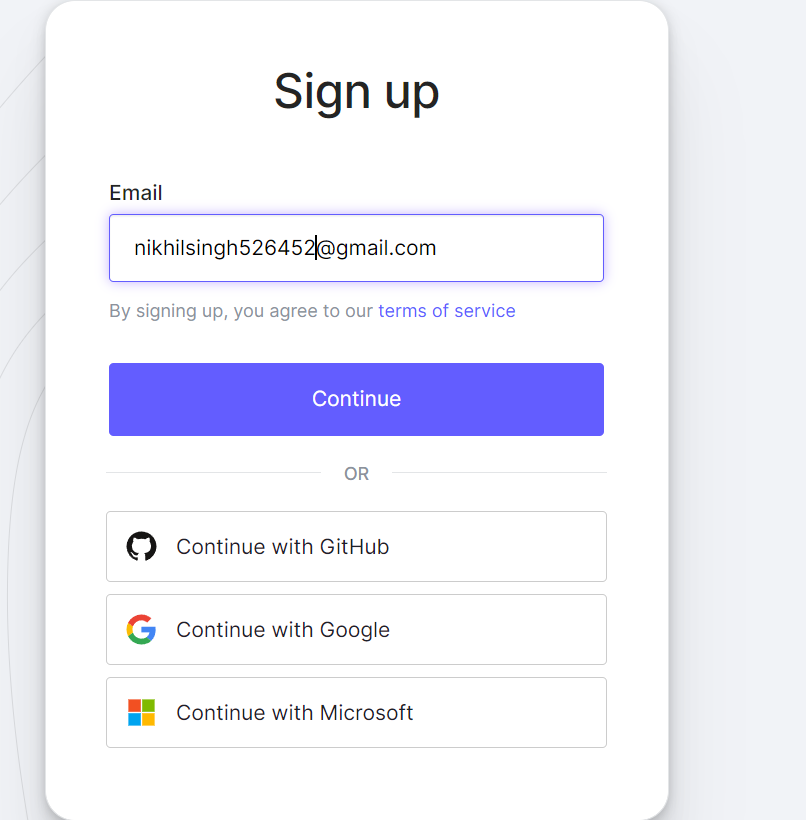 Sign up
Email
nikhilsingh526452@gmail.com
By signing up, you agree to our terms of service
Continue
OR
Continue with GitHub
Continue with Google
Continue with Microsoft